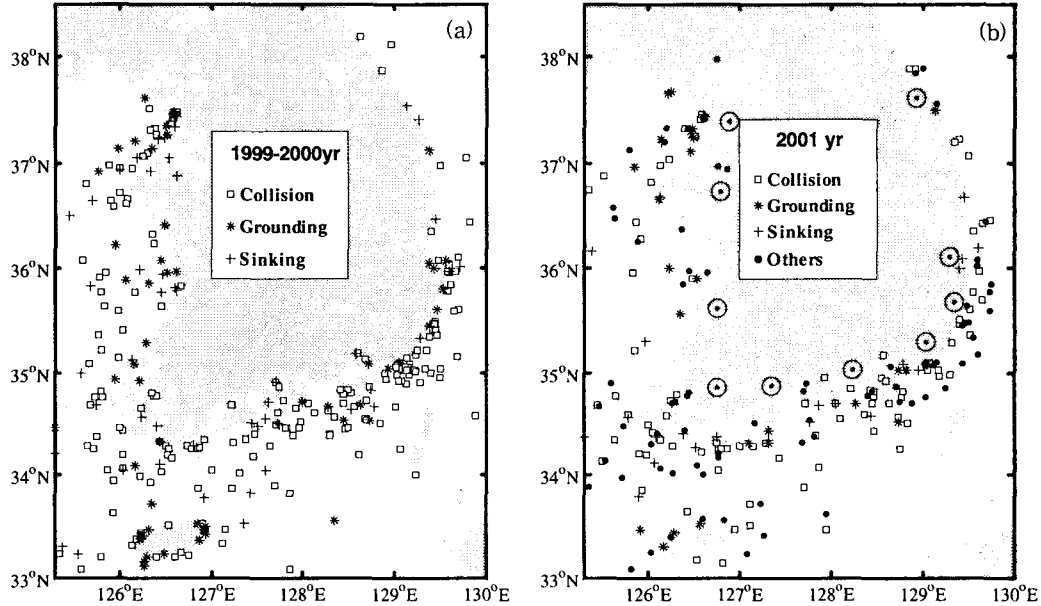 (a)
38°N
37°N
36°N
35°N
34°N
33°N
126°E 127°E 128°E 129°E 130°E
1999-2000yr
Collision
Grounding
Sinking
(b)
38°N
37°N
36°N
35°N
34°N
33°N
126°E 127°E 128°E 129°E 130°E
2001 yr
Collision
Grounding
Sinking
Others